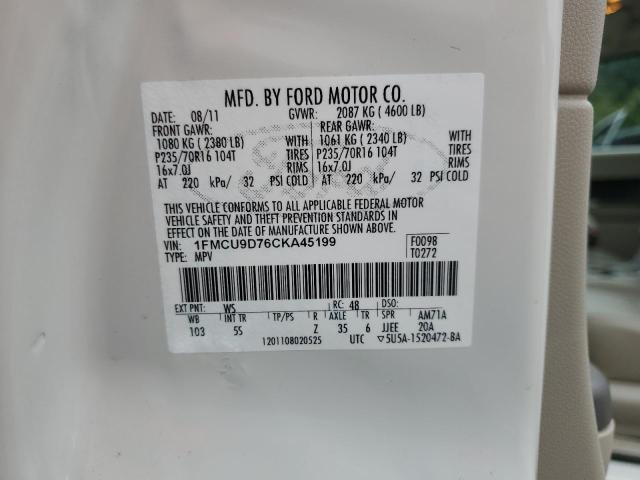 MFD. BY FORD MOTOR CO.
DATE: 08/11 GVWR: 2087 KG ( 4600 LB)
FRONT GAWR: REAR GAWR:
1080 KG ( 2380 LB) WITH 1061 KG ( 2340 LB) WITH
P235/70R16 104T TIRES P235/70R16 104T TIRES
16x7.0J RIMS 16x7.0J RIMS
AT 220 kPa/ 32 PSI COLD AT 220 kPa/ 32 PSI COLD
THIS VEHICLE CONFORMS TO ALL APPLICABLE FEDERAL MOTOR
VEHICLE SAFETY AND THEFT PREVENTION STANDARDS IN
EFFECT ON THE DATE OF MANUFACTURE SHOWN ABOVE.
VIN: 1FMCU9D76CKA45199 F0098
TYPE: MPV T0272
EXT PNT: WS RC: 48 DSO:
WB INT TR TP/PS R AXLE TR SPR AM71A
103 5S Z 35 6 JJEE 20A
1201108020525 UTC ▽5U5A-1520472-BA